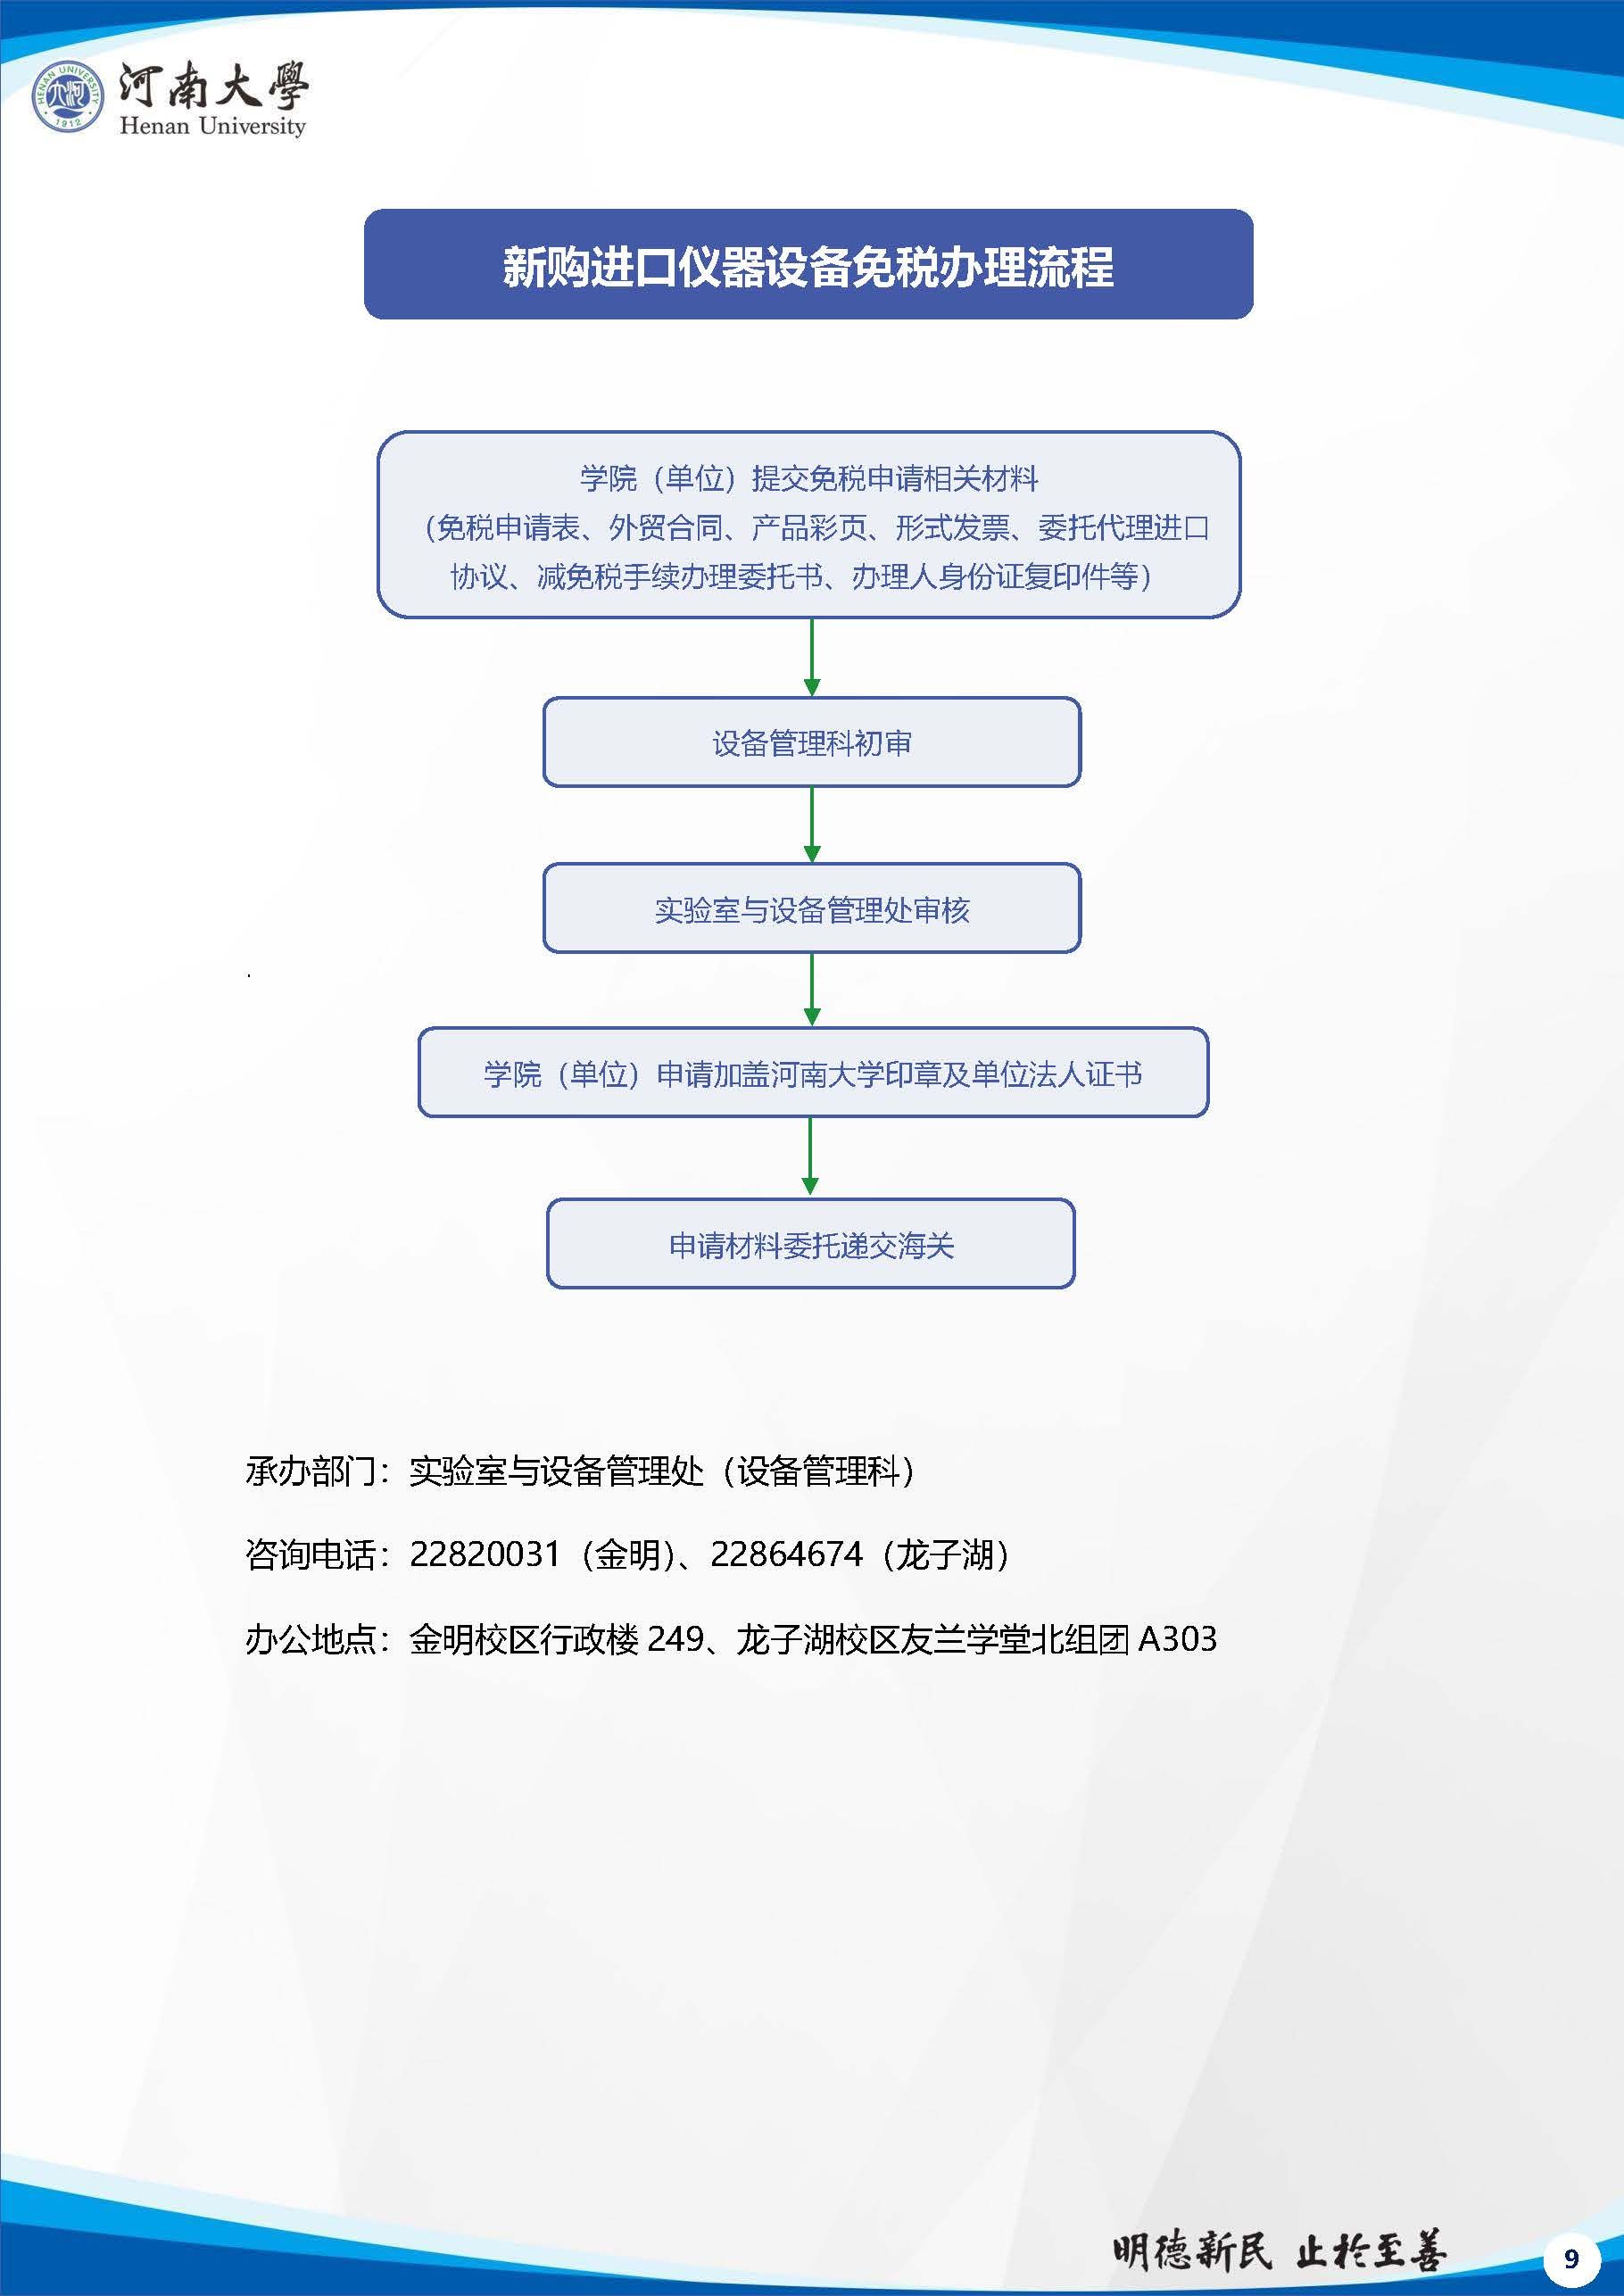 HENAN UNIVERSITY
1912
河南大學
Henan University
新购进口仪器设备免税办理流程
学院（单位）提交免税申请相关材料
（免税申请表、外贸合同、产品彩页、形式发票、委托代理进口
协议、减免税手续办理委托书、办理人身份证复印件等）
设备管理科初审
实验室与设备管理处审核
学院（单位）申请加盖河南大学印章及单位法人证书
申请材料委托递交海关
承办部门：实验室与设备管理处（设备管理科）
咨询电话：22820031（金明）、22864674（龙子湖）
办公地点：金明校区行政楼 249、龙子湖校区友兰学堂北组团 A303
明德新民 止於至善
9